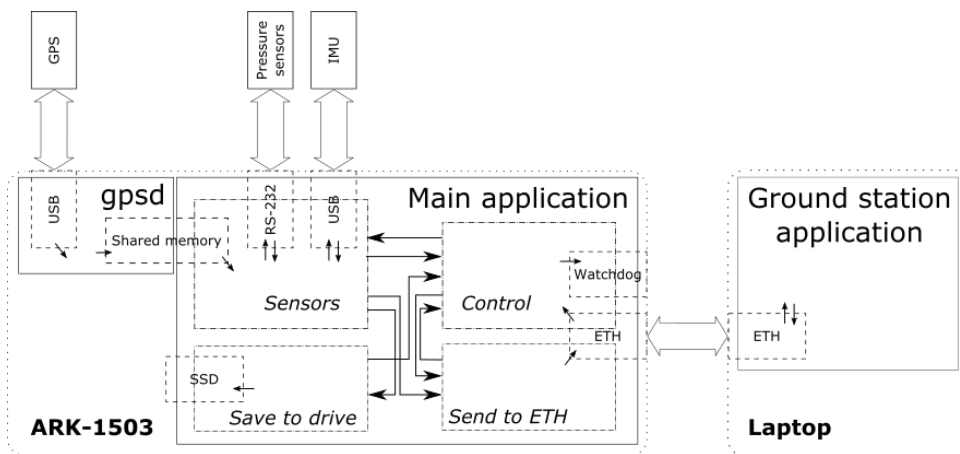 GPS
Pressure
sensors
IMU
USB
gpsd
RS-232
USB
Main application
Ground station
application
Shared memory
Watchdog
Sensors
Control
ETH
ETH
SSD
Save to drive
Send to ETH
ARK-1503
Laptop